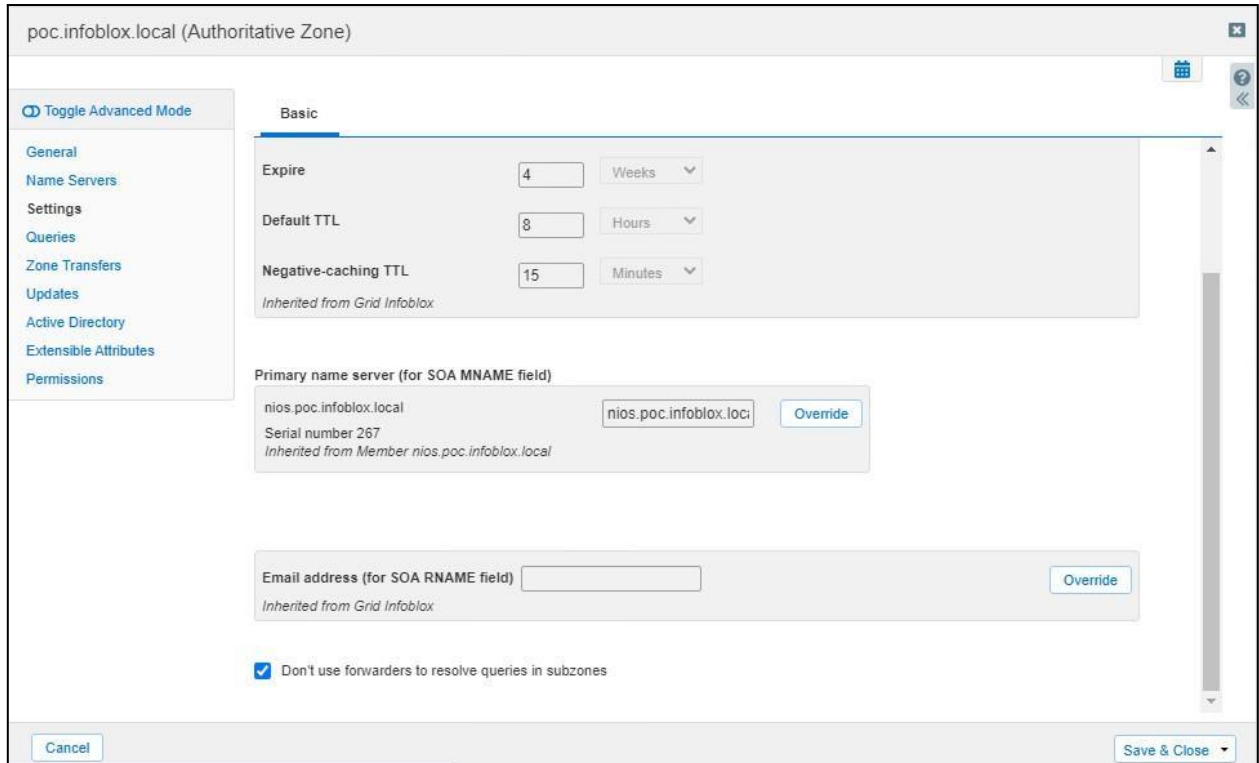 poc.infoblox.local (Authoritative Zone)
Toggle Advanced Mode
General
Name Servers
Settings
Queries
Zone Transfers
Updates
Active Directory
Extensible Attributes
Permissions
Basic
Expire 4 Weeks
Default TTL 8 Hours
Negative-caching TTL 15 Minutes
Inherited from Grid Infoblox
Primary name server (for SOA MNAME field)
nios.poc.infoblox.local nios.poc.infoblox.loc Override
Serial number 267
Inherited from Member nios.poc.infoblox.local
Email address (for SOA RNAME field) Override
Inherited from Grid Infoblox
Don't use forwarders to resolve queries in subzones
Cancel Save & Close